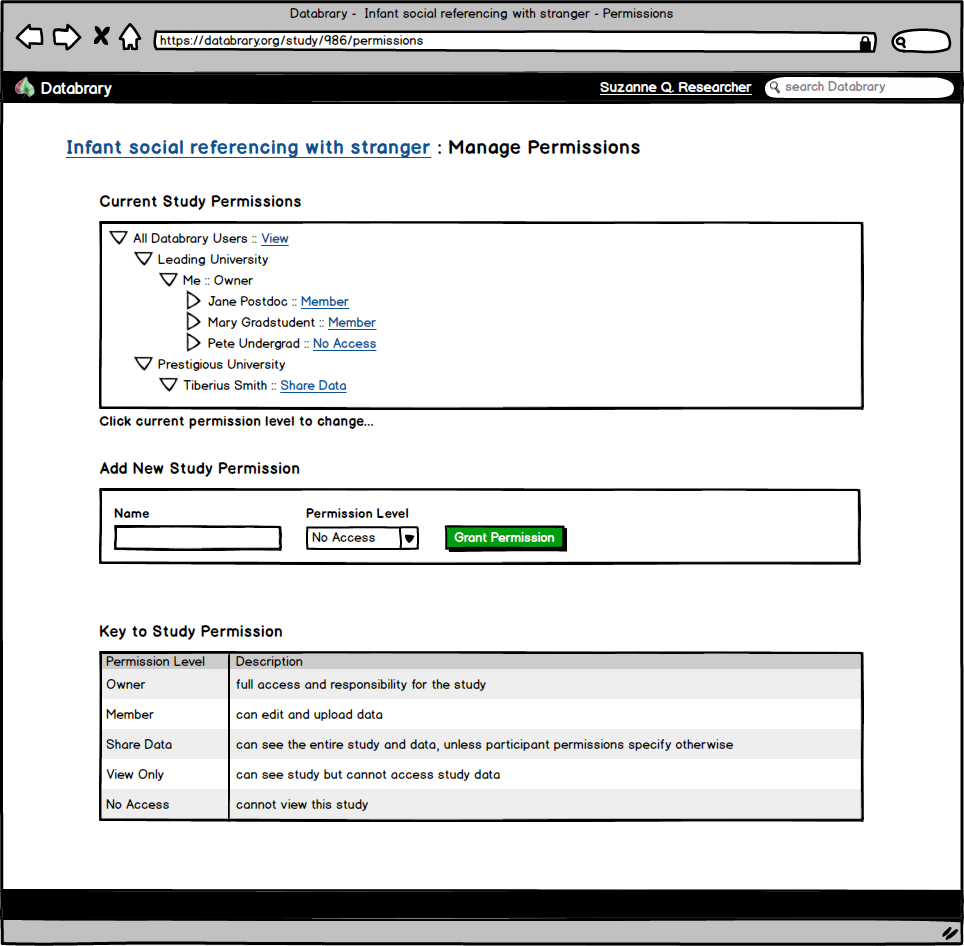 Databrary - Infant social referencing with stranger - Permissions
https://databrary.org/study/986/permissions
Databrary
Suzanne Q. Researcher
search Databrary
Infant social referencing with stranger : Manage Permissions
Current Study Permissions
All Databrary Users :: View
Leading University
Me :: Owner
Jane Postdoc :: Member
Mary Gradstudent :: Member
Pete Undergrad :: No Access
Prestigious University
Tiberius Smith :: Share Data
Click current permission level to change...
Add New Study Permission
Name Permission Level
No Access Grant Permission
Key to Study Permission
Permission Level Description
Owner full access and responsibility for the study
Member can edit and upload data
Share Data can see the entire study and data, unless participant permissions specify otherwise
View Only can see study but cannot access study data
No Access cannot view this study